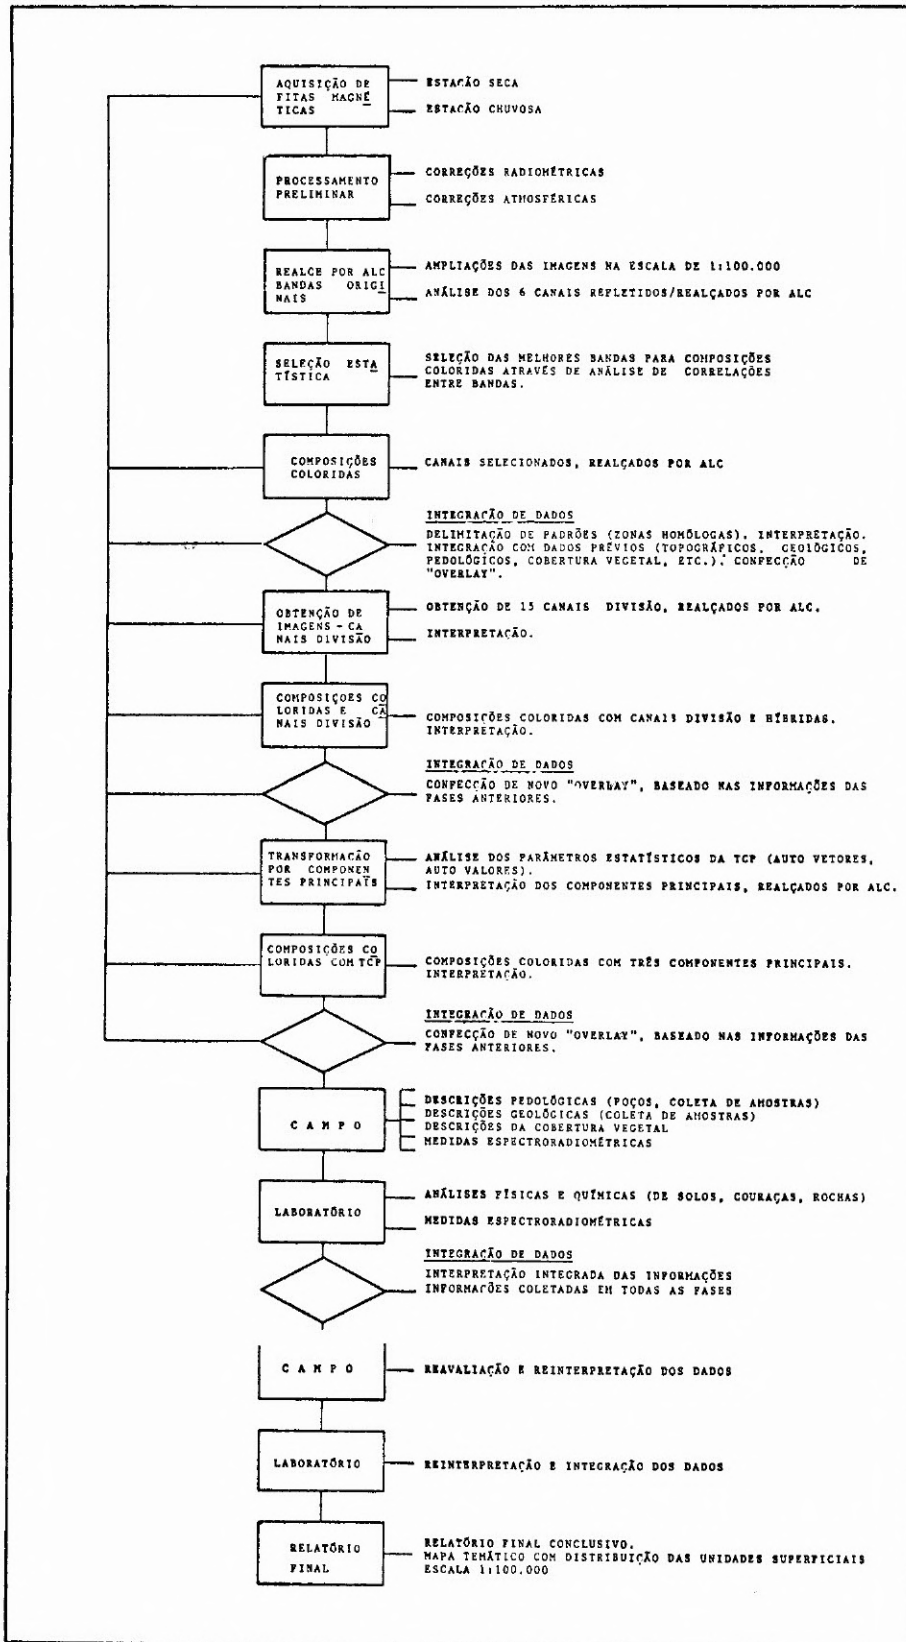 AQUISIÇÃO DE
FITAS MAGNÉ
TICAS
ESTAÇÃO SECA
ESTAÇÃO CHUVOSA
PROCESSAMENTO
PRELIMINAR
CORREÇÕES RADIOMÉTRICAS
CORREÇÕES ATMOSFÉRICAS
REALCE POR ALC
BANDAS ORIGI
NAIS
AMPLIAÇÕES DAS IMAGENS NA ESCALA DE 1:100.000
ANÁLISE DOS 6 CANAIS REFLETIDOS/REALÇADOS POR ALC
SELEÇÃO ESTA
TÍSTICA
SELEÇÃO DAS MELHORES BANDAS PARA COMPOSIÇÕES
COLORIDAS ATRAVÉS DE ANÁLISE DE CORRELAÇÕES
ENTRE BANDAS.
COMPOSIÇÕES
COLORIDAS
CANAIS SELECIONADOS, REALÇADOS POR ALC
INTEGRAÇÃO DE DADOS
DELIMITAÇÃO DE PADRÕES (ZONAS HOMÓLOGAS). INTERPRETAÇÃO.
INTEGRAÇÃO COM DADOS PRÉVIOS (TOPOGRÁFICOS, GEOLÓGICOS,
PEDOLÓGICOS, COBERTURA VEGETAL, ETC.). CONFECÇÃO DE
"OVERLAY".
OBTENÇÃO DE
IMAGENS - CA
NAIS DIVISÃO
OBTENÇÃO DE 15 CANAIS DIVISÃO, REALÇADOS POR ALC.
INTERPRETAÇÃO.
COMPOSIÇOES CO
LORIDAS E CA
NAIS DIVISÃO
COMPOSIÇÕES COLORIDAS COM CANAIS DIVISÃO E HÍBRIDAS.
INTERPRETAÇÃO.
INTEGRAÇÃO DE DADOS
CONFECÇÃO DE NOVO "OVERLAY", BASEADO NAS INFORMAÇÕES DAS
FASES ANTERIORES.
TRANSFORMAÇÃO
POR COMPONEN
TES PRINCIPAIS
ANÁLISE DOS PARÂMETROS ESTATÍSTICOS DA TCP (AUTO VETORES,
AUTO VALORES).
INTERPRETAÇÃO DOS COMPONENTES PRINCIPAIS, REALÇADOS POR ALC.
COMPOSIÇÕES CO
LORIDAS COM TCP
COMPOSIÇÕES COLORIDAS COM TRÊS COMPONENTES PRINCIPAIS.
INTERPRETAÇÃO.
INTEGRAÇÃO DE DADOS
CONFECÇÃO DE NOVO "OVERLAY", BASEADO NAS INFORMAÇÕES DAS
FASES ANTERIORES.
CAMPO
DESCRIÇÕES PEDOLÓGICAS (POÇOS, COLETA DE AMOSTRAS)
DESCRIÇÕES GEOLÓGICAS (COLETA DE AMOSTRAS)
DESCRIÇÕES DA COBERTURA VEGETAL
MEDIDAS ESPECTRORADIOMÉTRICAS
LABORATÓRIO
ANÁLISES FÍSICAS E QUÍMICAS (DE SOLOS, COURAÇAS, ROCHAS)
MEDIDAS ESPECTRORADIOMÉTRICAS
INTEGRAÇÃO DE DADOS
INTERPRETAÇÃO INTEGRADA DAS INFORMAÇÕES
INFORMAÇÕES COLETADAS EM TODAS AS FASES
CAMPO
REAVALIAÇÃO E REINTERPRETAÇÃO DOS DADOS
LABORATÓRIO
REINTERPRETAÇÃO E INTEGRAÇÃO DOS DADOS
RELATÓRIO
FINAL
RELATÓRIO FINAL CONCLUSIVO.
MAPA TEMÁTICO COM DISTRIBUIÇÃO DAS UNIDADES SUPERFICIAIS
ESCALA 1:100.000